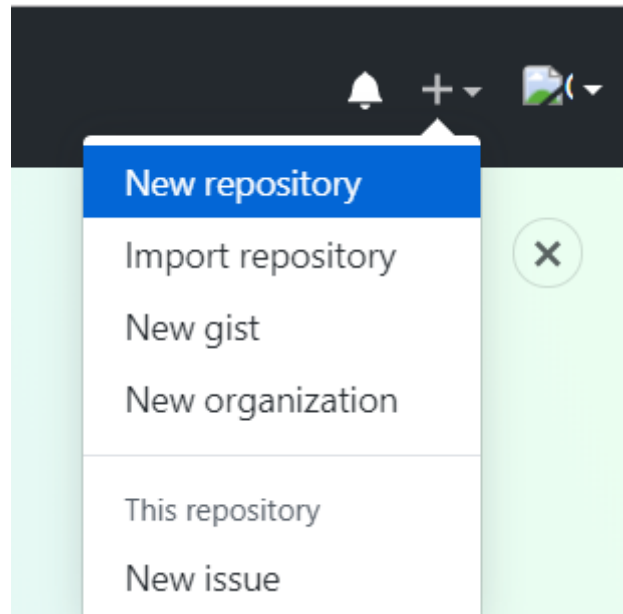 New repository
Import repository
New gist
New organization
This repository
New issue